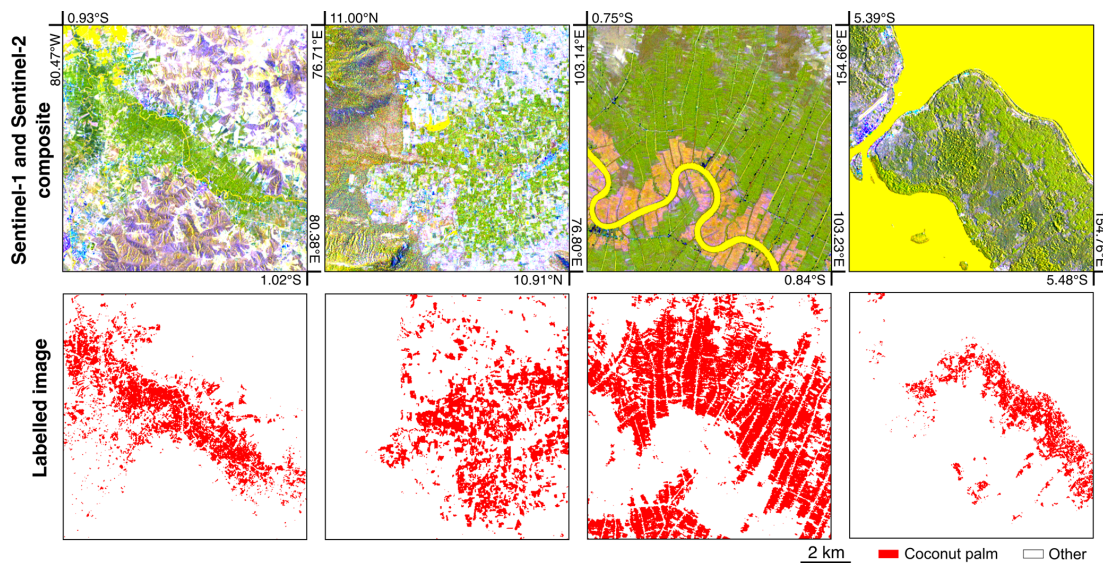 0.93°S
11.00°N
0.75°S
5.39°S
Sentinel-1 and Sentinel-2
composite
80.47°W
76.71°E
103.14°E
154.66°E
80.38°E
76.80°E
103.23°E
154.76°E
1.02°S
10.91°N
0.84°S
5.48°S
Labelled image
2 km
Coconut palm
Other